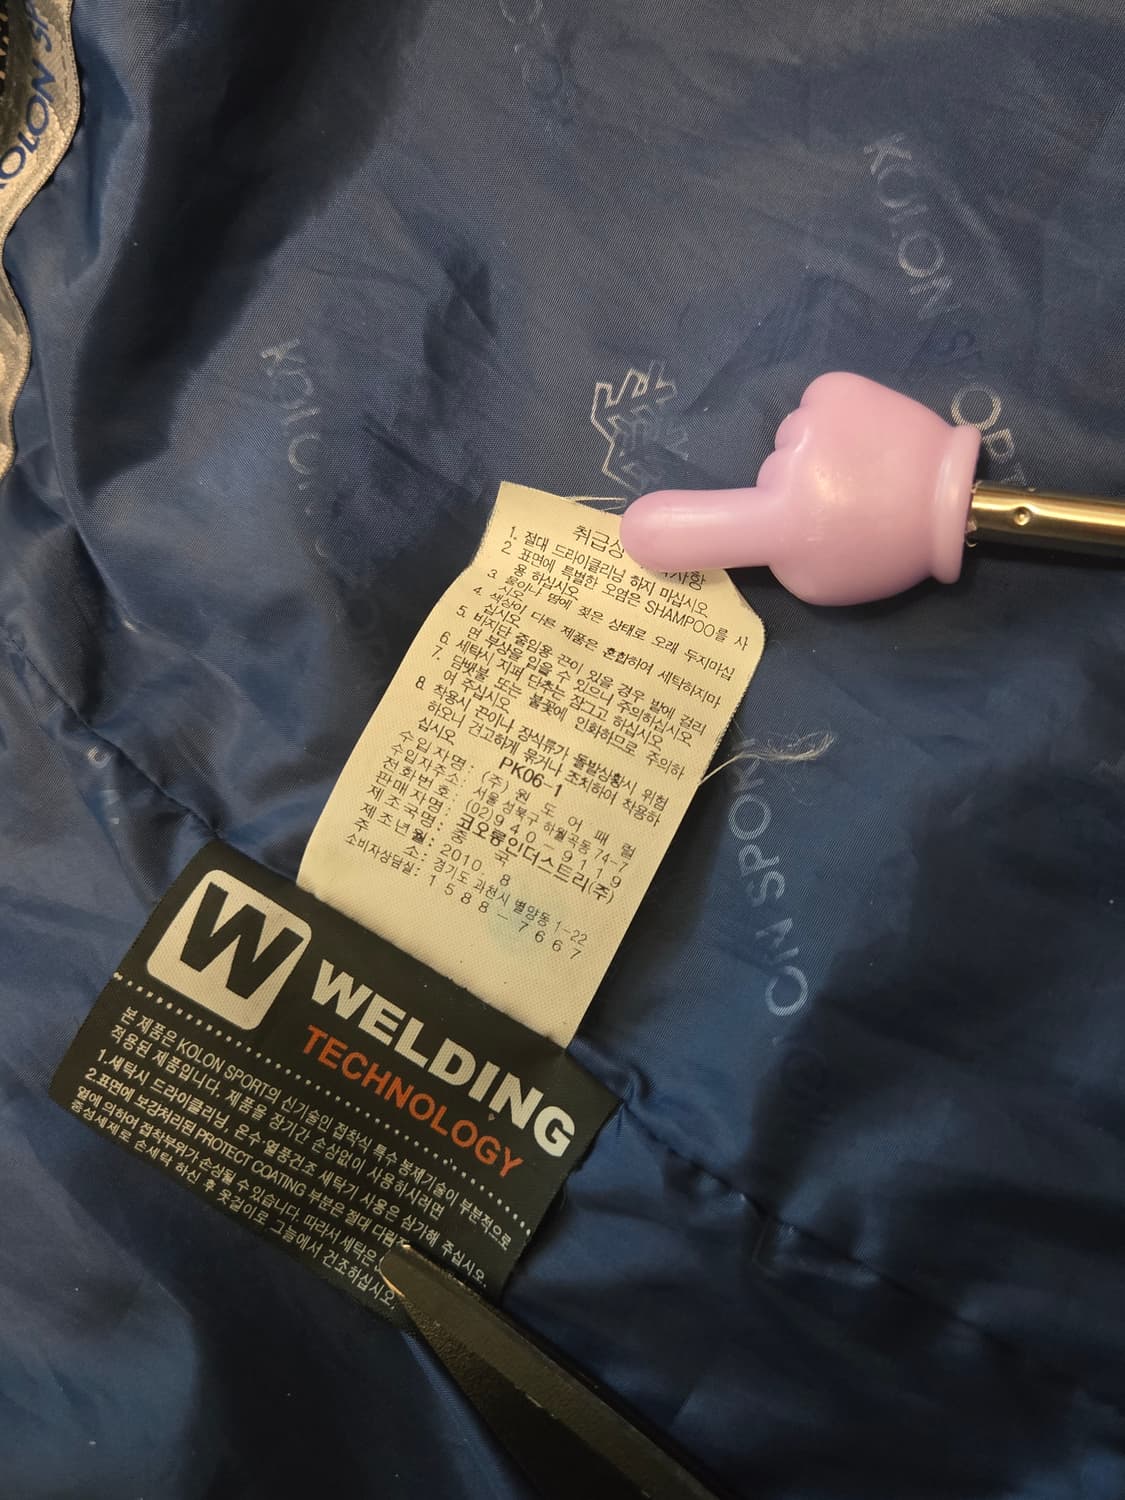 KOLON SP
KOLON SPORT
취급상 의사항
1. 절대 드라이클리닝 하지 마십시오
2 표면에 특별한 오염은 SHAMPOO를 사
용 하십시오
3. 물이나 땀에 젖은 상태로 오래 두지마십
시오
4. 색상이 다른 제품은 혼합하여 세탁하지마
십시오
5. 바지단 줄임용 끈이 있을 경우 발에 걸리
면 부상을 입을 수 있으니 주의하십시오
6. 세탁시 지퍼 단추는 잠그고 하십시오.
7. 담뱃불 또는 불꽃에 인화하므로 주의하
여 주십시오
8. 착용시 끈이나 장식류가 돌발상황시 위험
하오니 견고하게 묶거나 조치하여 착용하
십시오
PK06-1
수입자명: (주)원도어패럴
수입자주소: 서울 성북구 하월곡동 74-7
전화번호: (02)940-9119
판매자명: 코오롱인더스트리(주)
제조국명: 중국
제조년월: 2010. 8
주소: 경기도 과천시 별양동 1-22
소비자상담실: 1588-7667
W WELDING
TECHNOLOGY
본 제품은 KOLON SPORT의 신기술인 접착식 특수 봉제기술이 부분적으로
적용된 제품입니다. 제품을 장기간 손상없이 사용하시려면
1.세탁시 드라이클리닝, 온수 열풍건조 세탁기 사용은 삼가해 주십시오.
2.표면에 보강처리된 PROTECT COATING 부분은 절대 다림
열에 의하여 접착부위가 손상될 수 있습니다. 따라서 세탁은
중성세제로 손세탁 하신 후 옷걸이로 그늘에서 건조하십시오.
KOLO
ON SPORT